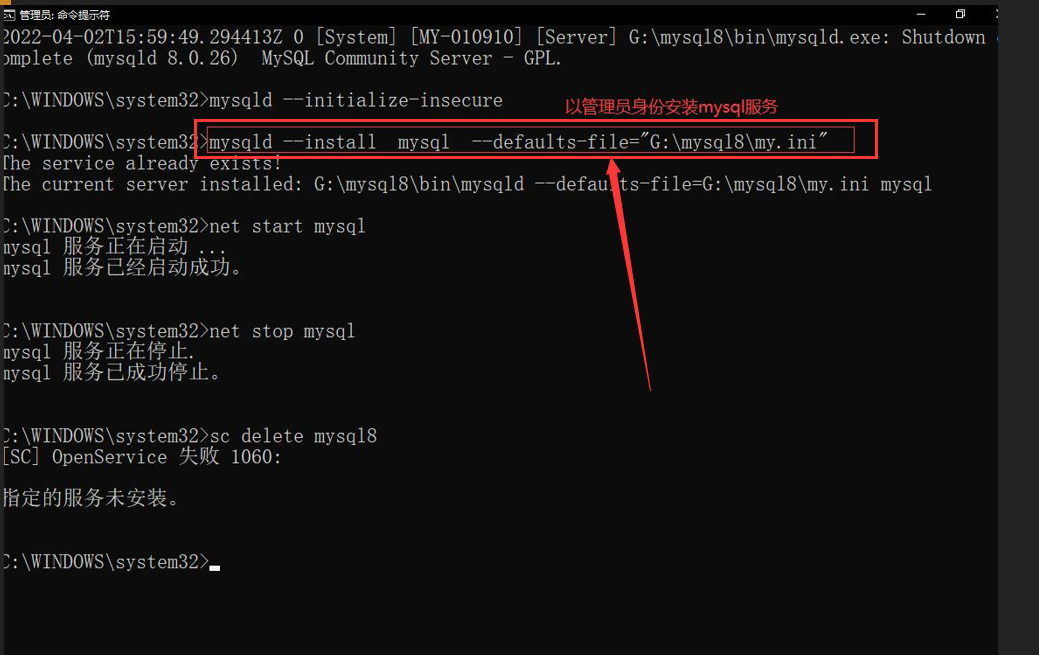 管理员: 命令提示符
2022-04-02T15:59:49.294413Z 0 [System] [MY-010910] [Server] G:\mysql8\bin\mysqld.exe: Shutdown
omplete (mysqld 8.0.26)  MySQL Community Server - GPL.
C:\WINDOWS\system32>mysqld --initialize-insecure
以管理员身份安装mysql服务
C:\WINDOWS\system32>mysqld --install  mysql  --defaults-file="G:\mysql8\my.ini"
The service already exists!
The current server installed: G:\mysql8\bin\mysqld --defaults-file=G:\mysql8\my.ini mysql
C:\WINDOWS\system32>net start mysql
mysql 服务正在启动 ...
mysql 服务已经启动成功。
C:\WINDOWS\system32>net stop mysql
mysql 服务正在停止.
mysql 服务已成功停止。
C:\WINDOWS\system32>sc delete mysql8
[SC] OpenService 失败 1060:
指定的服务未安装。
C:\WINDOWS\system32>